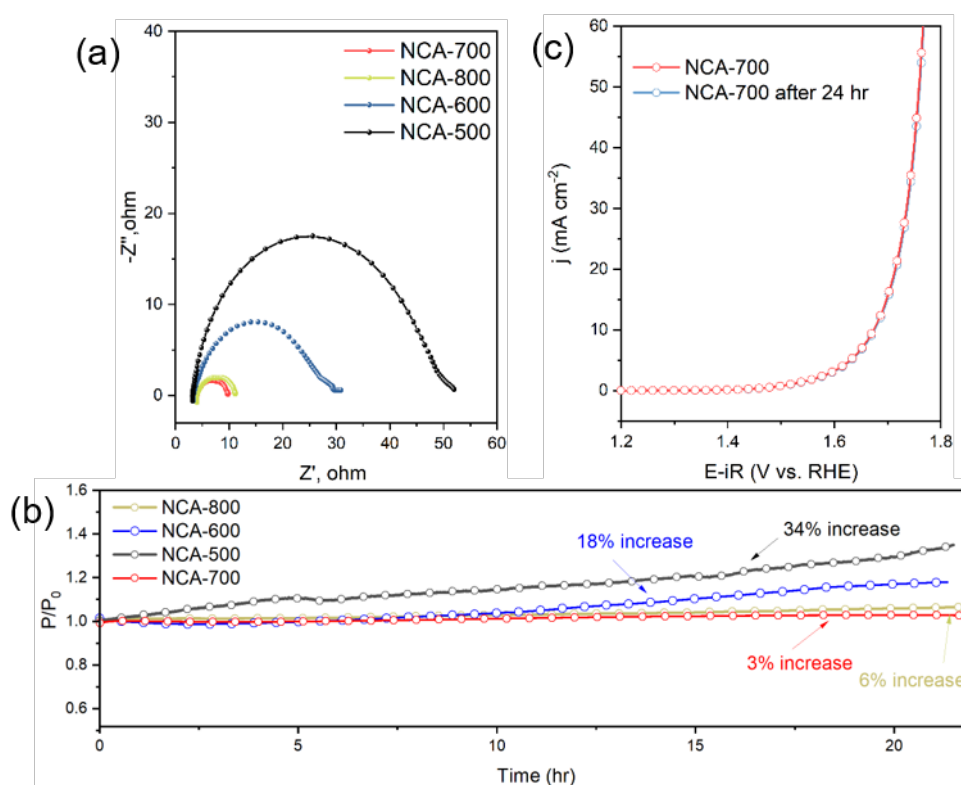 (a)
NCA-700
NCA-800
NCA-600
NCA-500
-Z'',ohm
40
30
20
10
0
0 10 20 30 40 50 60
Z', ohm
(c)
NCA-700
NCA-700 after 24 hr
j (mA cm⁻²)
60
50
40
30
20
10
0
1.2 1.4 1.6 1.8
E-iR (V vs. RHE)
(b)
NCA-800
NCA-600
NCA-500
NCA-700
18% increase
34% increase
3% increase
6% increase
P/P₀
1.6
1.4
1.2
1.0
0.8
0.6
0 5 10 15 20
Time (hr)